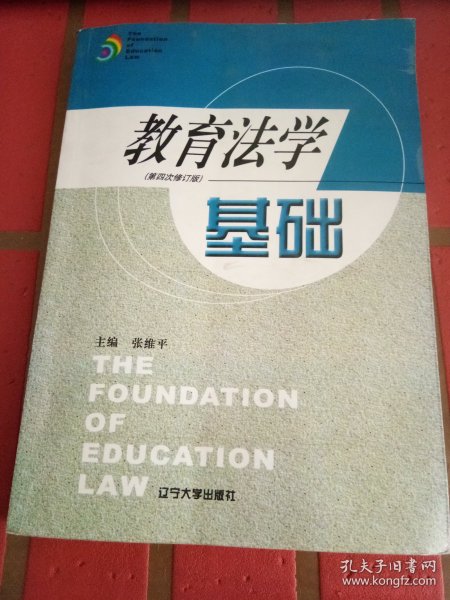 The
Foundation
of
Education
Law
教育法学
(第四次修订版)
基础
主编 张维平
THE
FOUNDATION
OF
EDUCATION
LAW 辽宁大学出版社
孔夫子旧书网
www.kongfz.com